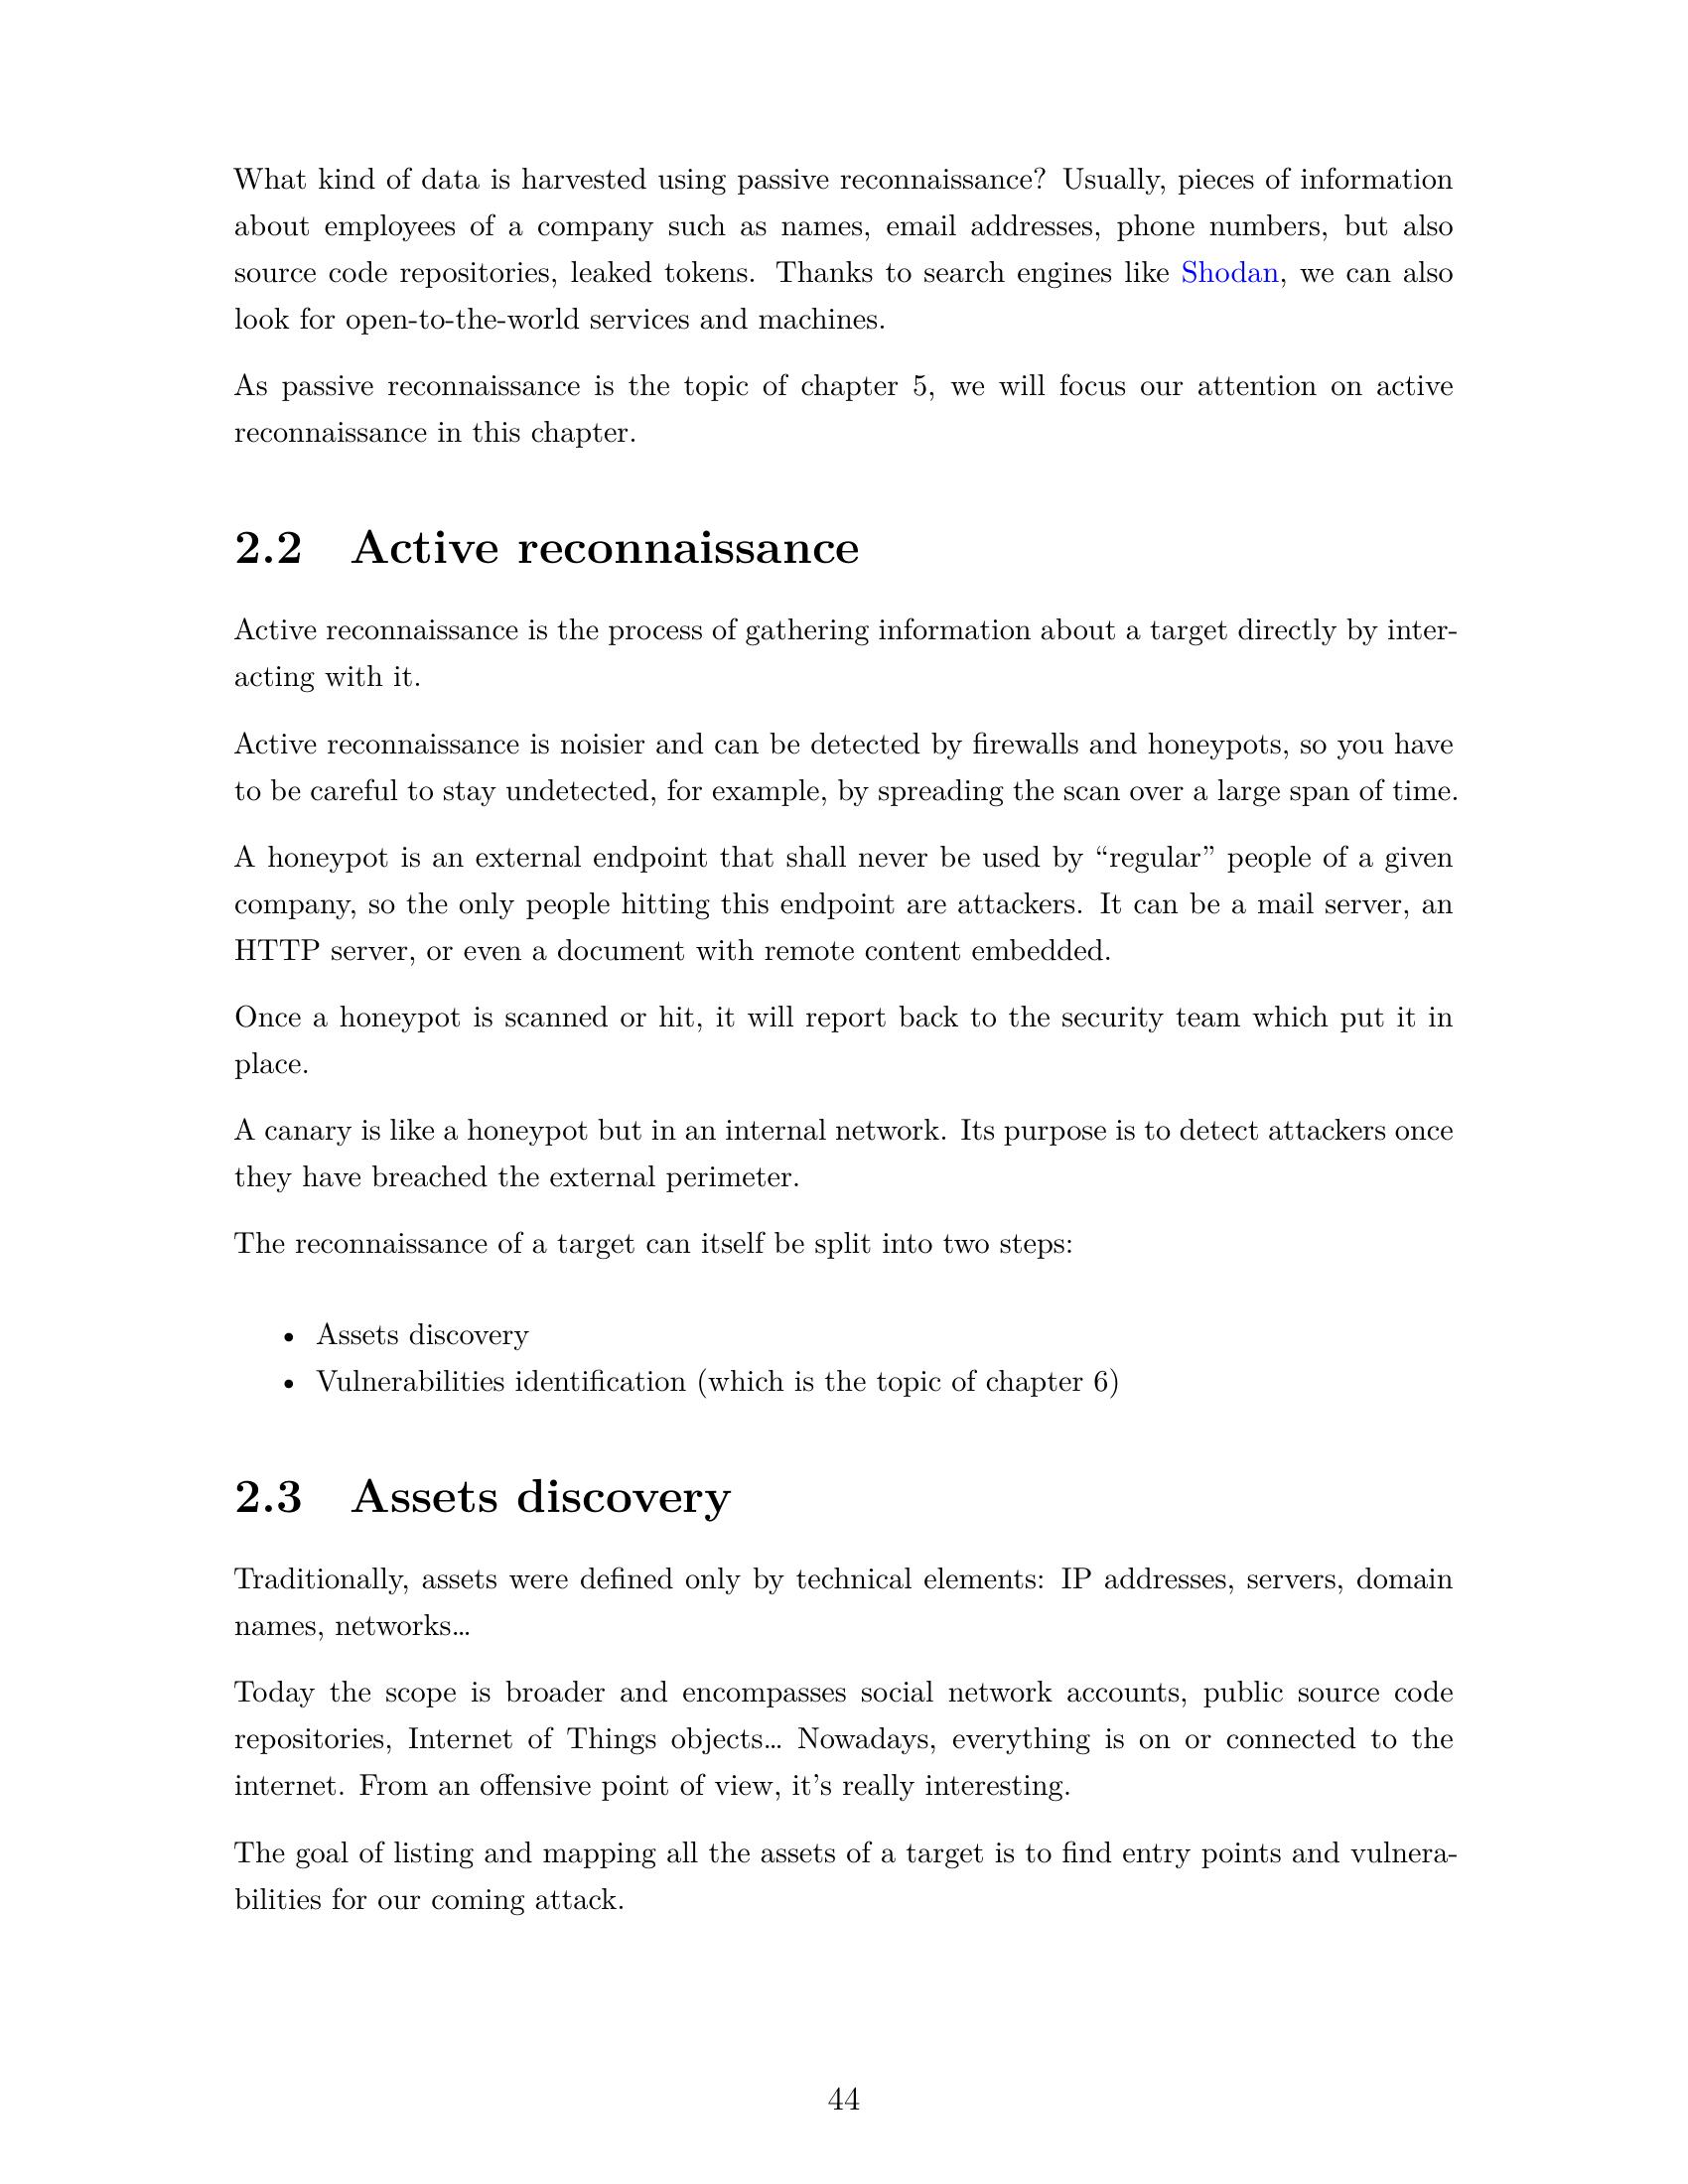 What kind of data is harvested using passive reconnaissance? Usually, pieces of information
about employees of a company such as names, email addresses, phone numbers, but also
source code repositories, leaked tokens. Thanks to search engines like Shodan, we can also
look for open-to-the-world services and machines.
As passive reconnaissance is the topic of chapter 5, we will focus our attention on active
reconnaissance in this chapter.
2.2 Active reconnaissance
Active reconnaissance is the process of gathering information about a target directly by inter-
acting with it.
Active reconnaissance is noisier and can be detected by firewalls and honeypots, so you have
to be careful to stay undetected, for example, by spreading the scan over a large span of time.
A honeypot is an external endpoint that shall never be used by “regular” people of a given
company, so the only people hitting this endpoint are attackers. It can be a mail server, an
HTTP server, or even a document with remote content embedded.
Once a honeypot is scanned or hit, it will report back to the security team which put it in
place.
A canary is like a honeypot but in an internal network. Its purpose is to detect attackers once
they have breached the external perimeter.
The reconnaissance of a target can itself be split into two steps:
• Assets discovery
• Vulnerabilities identification (which is the topic of chapter 6)
2.3 Assets discovery
Traditionally, assets were defined only by technical elements: IP addresses, servers, domain
names, networks…
Today the scope is broader and encompasses social network accounts, public source code
repositories, Internet of Things objects… Nowadays, everything is on or connected to the
internet. From an offensive point of view, it’s really interesting.
The goal of listing and mapping all the assets of a target is to find entry points and vulnera-
bilities for our coming attack.
44